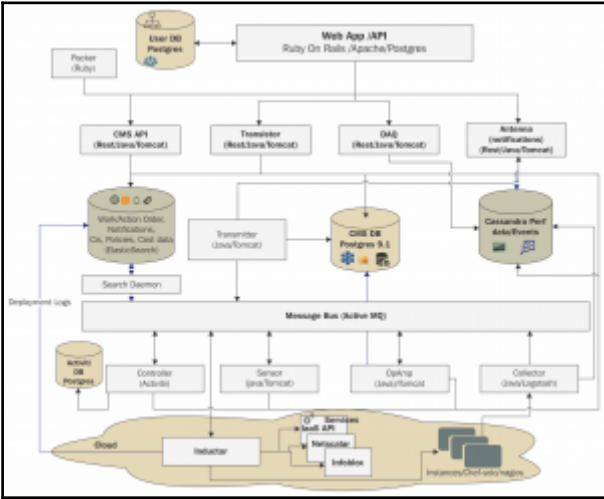 User DB
Postgres
Web App /API
Ruby On Rails /Apache/Postgres
Packer
(Ruby)
CMS API
(Rest/Java/Tomcat)
Transistor
(Rest/Java/Tomcat)
DAQ
(Rest/Java/Tomcat)
Antenna
(notifications)
(Rest/Java/Tomcat)
Work/Action Order,
Notifications,
Cis, Policies, Cost data
(ElasticSearch)
Transmitter
(Java/Tomcat)
CMS DB
Postgres 9.1
Cassandra Perf
data/Events
Search Daemon
Deployment Logs
Message Bus (Active MQ)
Activiti
DB
Postgres
Controller
(Activiti)
Sensor
(Java/Tomcat)
OpAmp
(Java/Tomcat
Collector
(Java/Logstash)
Cloud
Inductor
Services
IaaS API
Netscaler
Infoblox